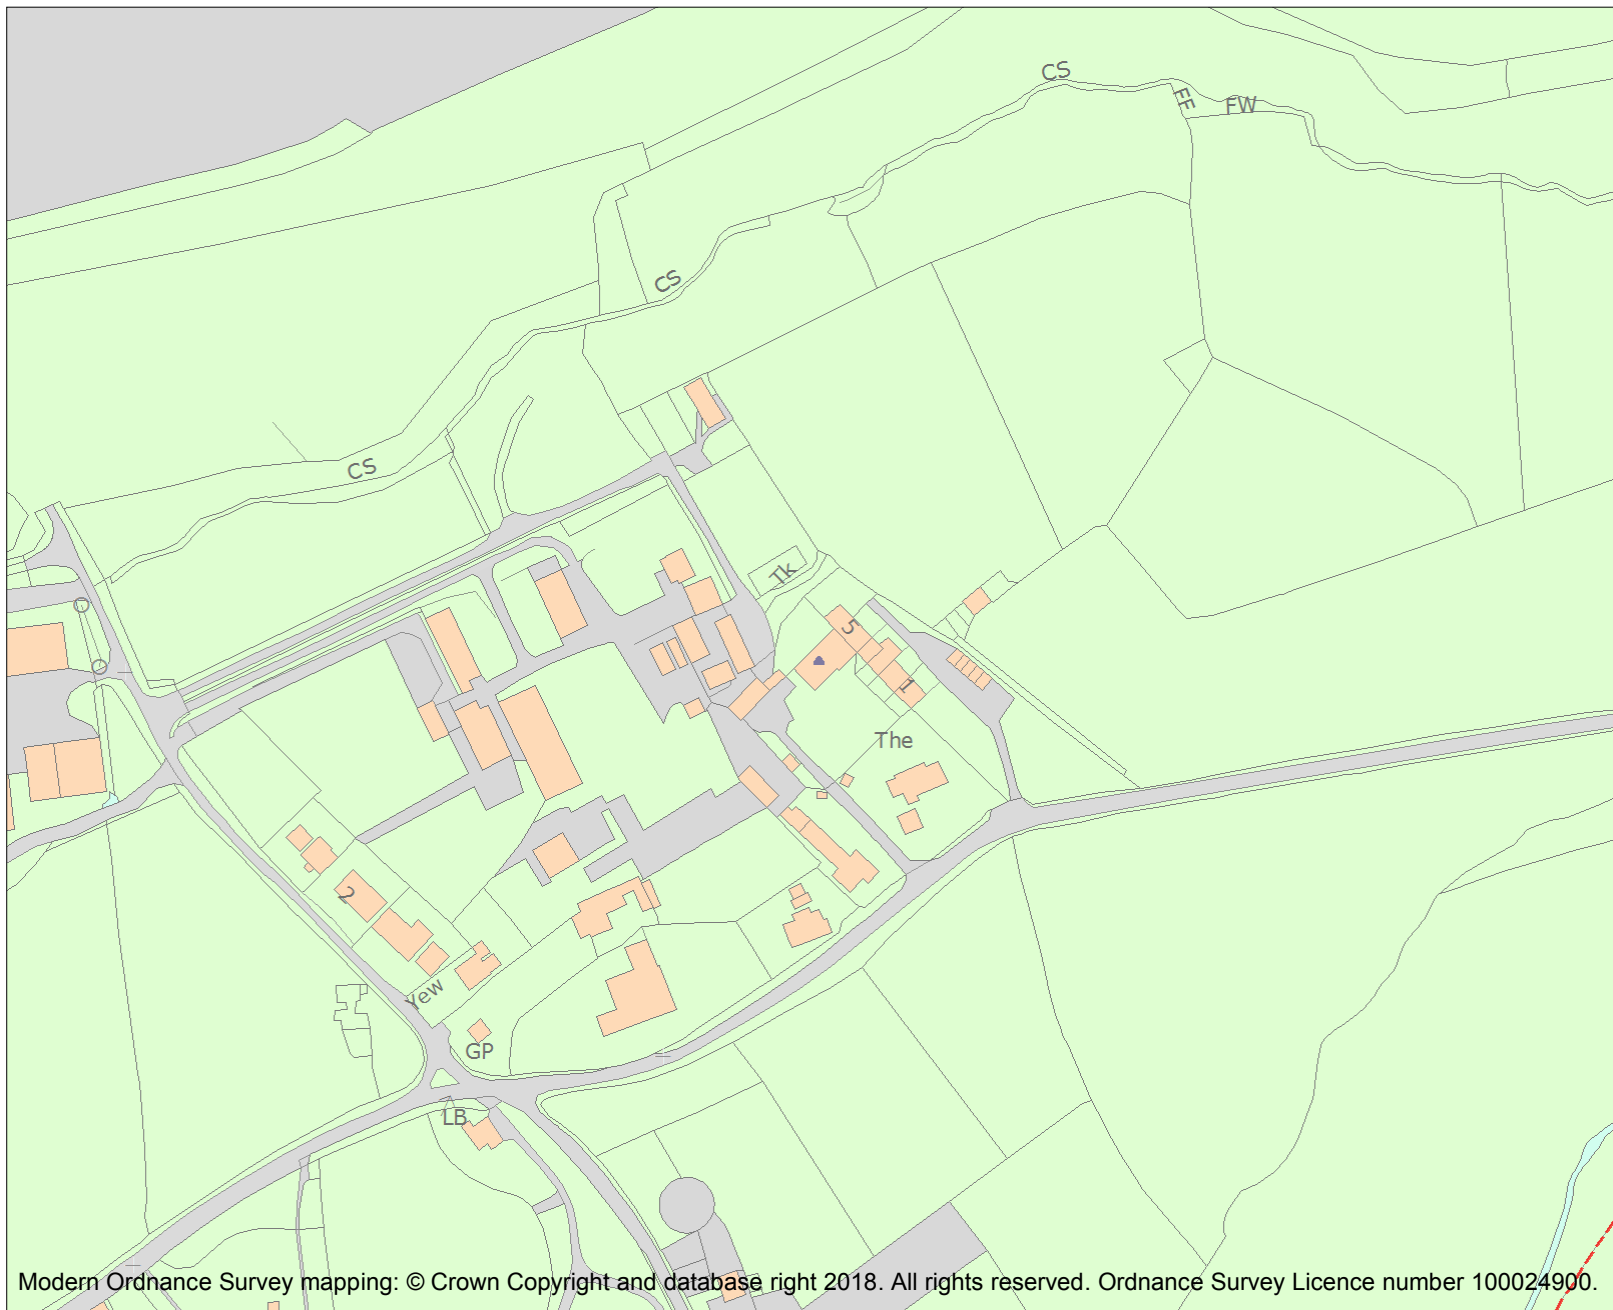 CS
FF
FW
CS
CS
Tk
5
1
The
2
Yew
GP
LB
Modern Ordnance Survey mapping: © Crown Copyright and database right 2018. All rights reserved. Ordnance Survey Licence number 100024900.